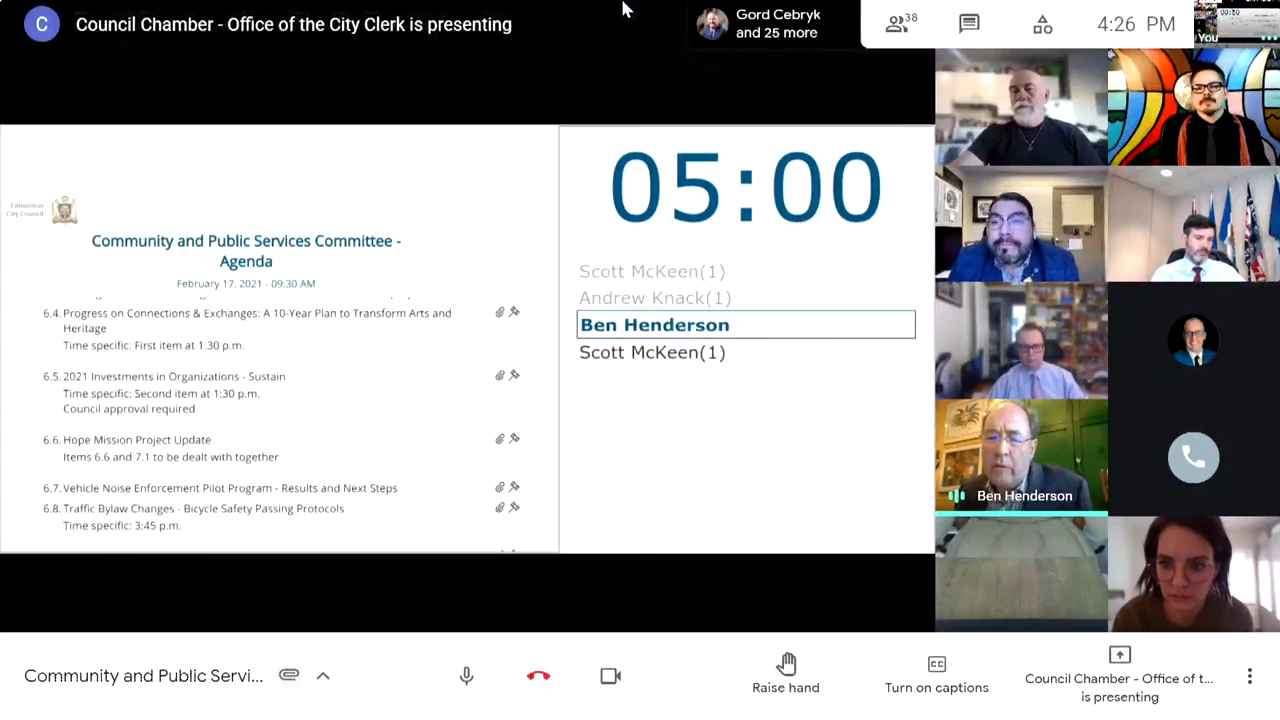 C
Council Chamber - Office of the City Clerk is presenting
Gord Cebryk
and 25 more
38
4:26 PM
You
Edmonton
City Council
Community and Public Services Committee -
Agenda
February 17, 2021 - 09:30 AM
6.4. Progress on Connections & Exchanges: A 10-Year Plan to Transform Arts and
Heritage
Time specific: First item at 1:30 p.m.
6.5. 2021 Investments in Organizations - Sustain
Time specific: Second item at 1:30 p.m.
Council approval required
6.6. Hope Mission Project Update
Items 6.6 and 7.1 to be dealt with together
6.7. Vehicle Noise Enforcement Pilot Program - Results and Next Steps
6.8. Traffic Bylaw Changes - Bicycle Safety Passing Protocols
Time specific: 3:45 p.m.
05:00
Scott McKeen(1)
Andrew Knack(1)
Ben Henderson
Scott McKeen(1)
Ben Henderson
Community and Public Servi...
Raise hand
CC
Turn on captions
Council Chamber - Office of t...
is presenting